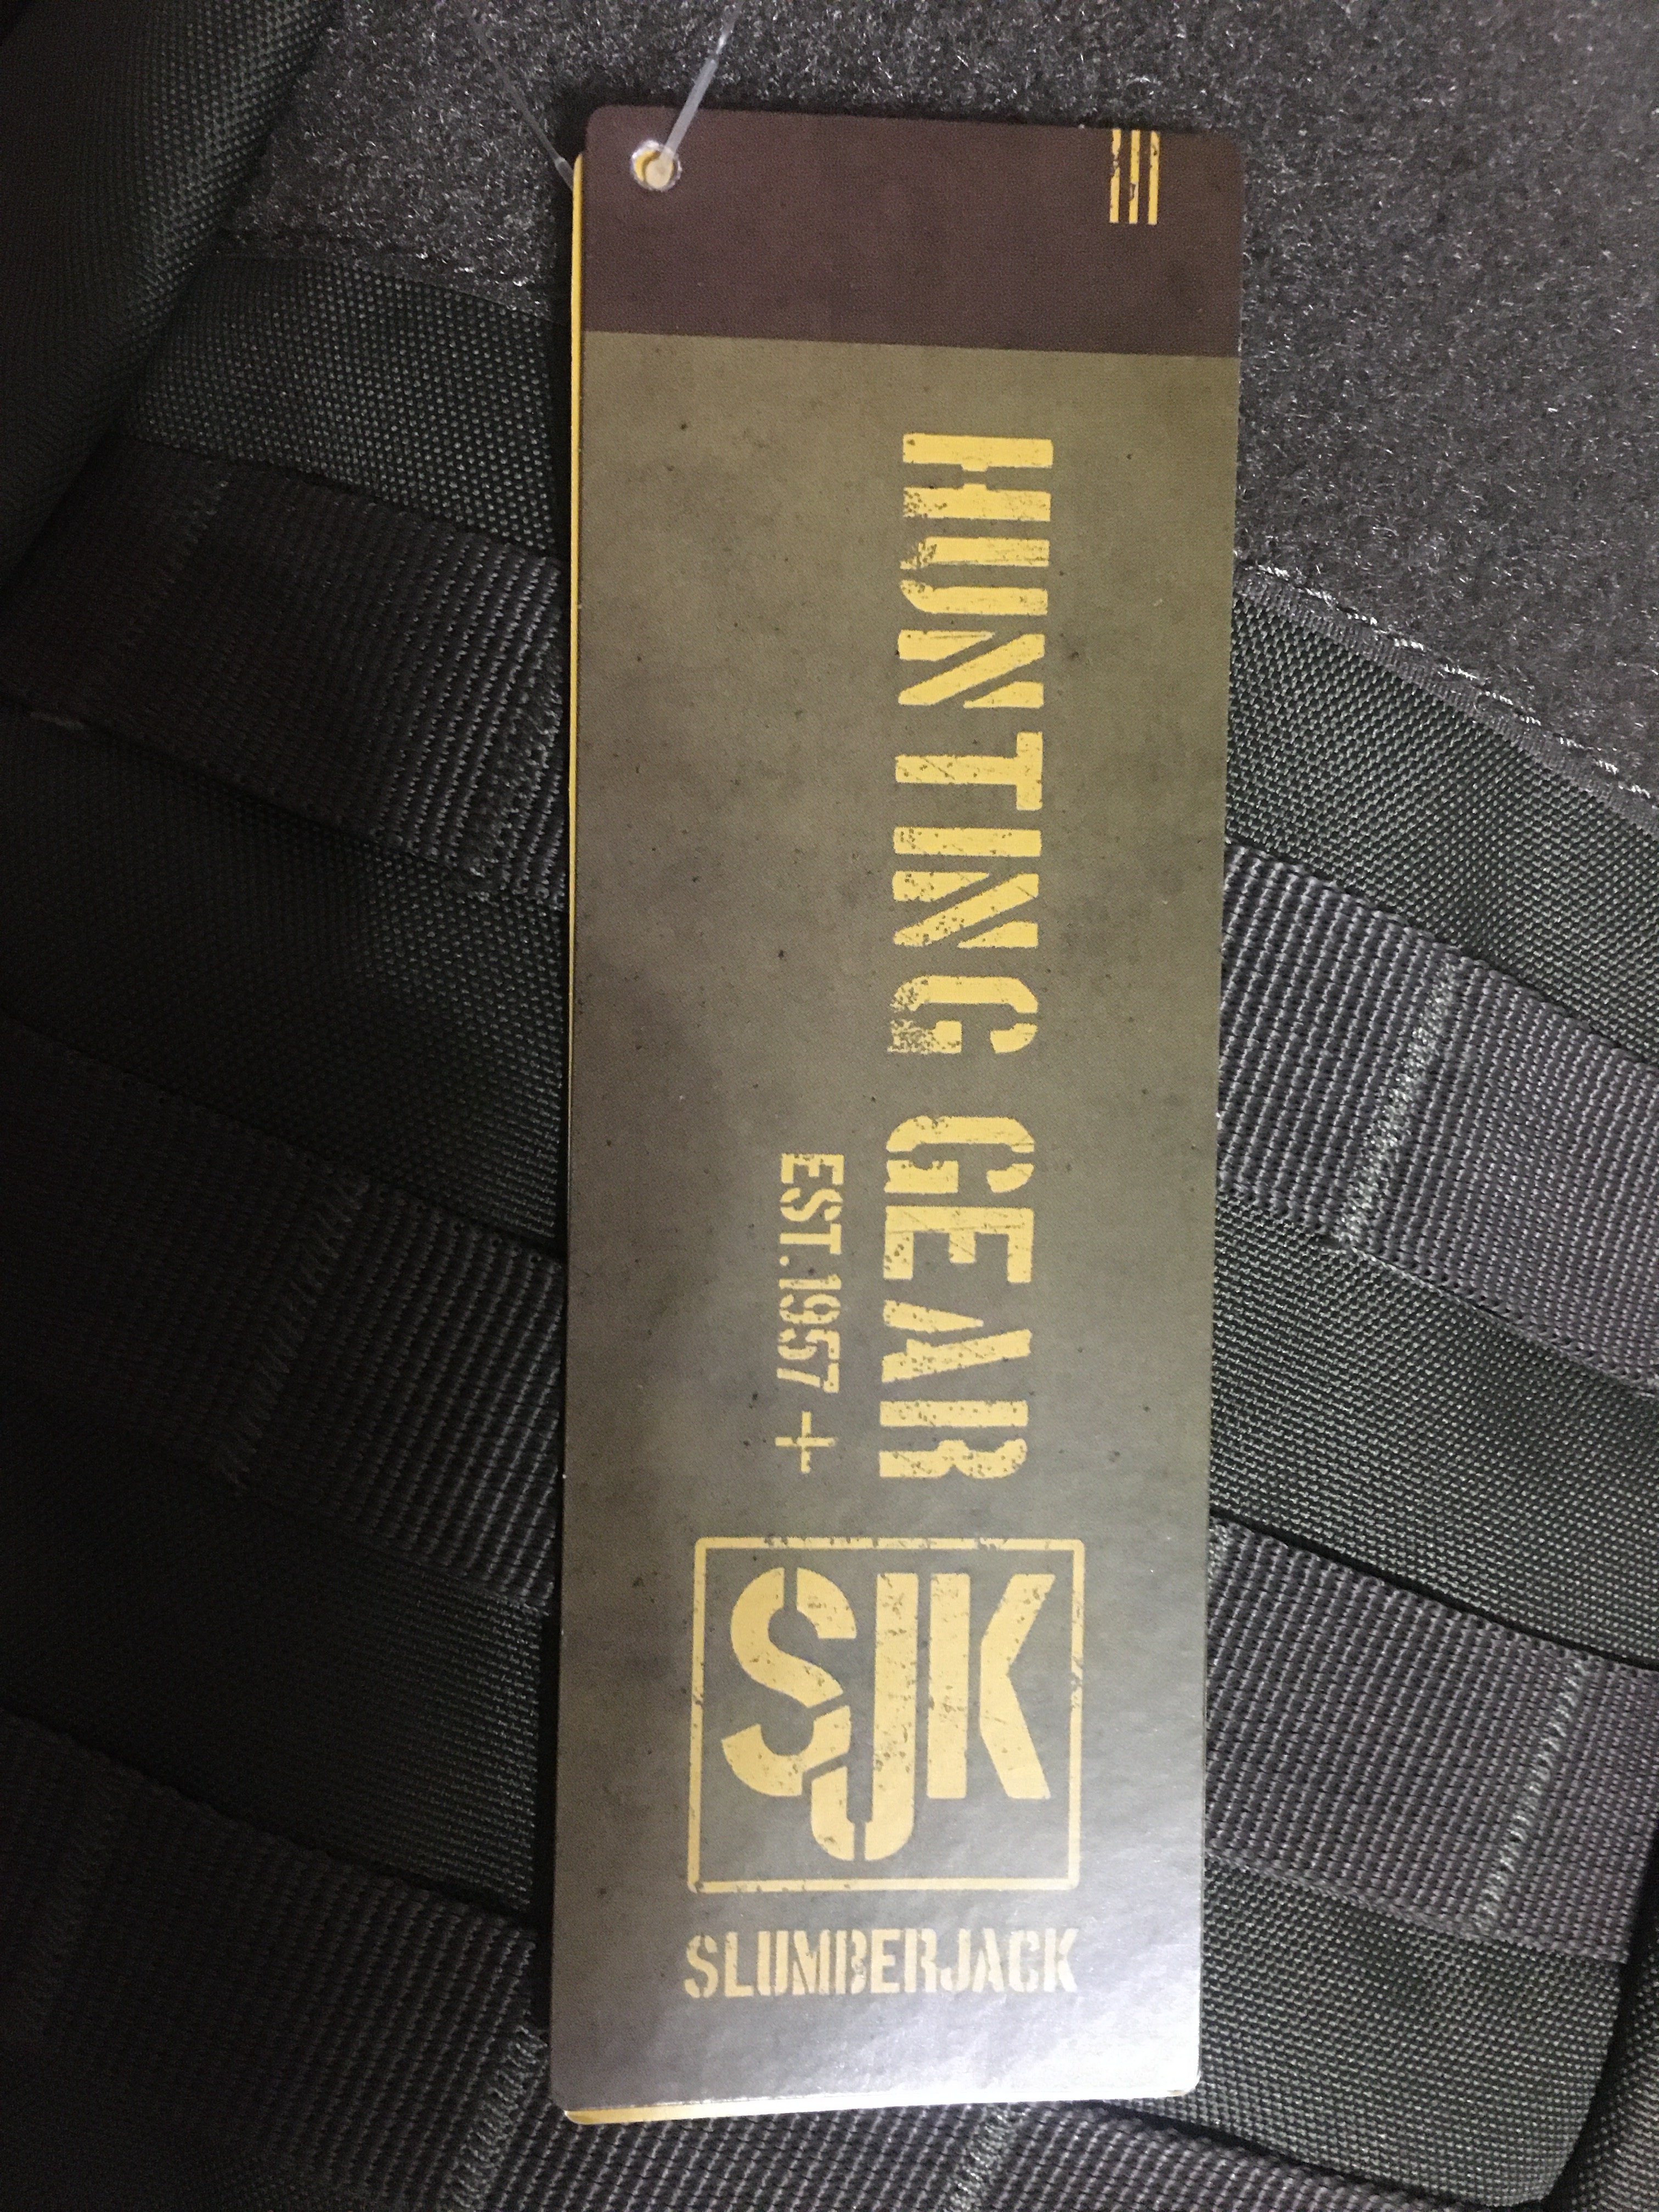 HUNTING GEAR
EST. 1957 +
SJK
SLUMBERJACK